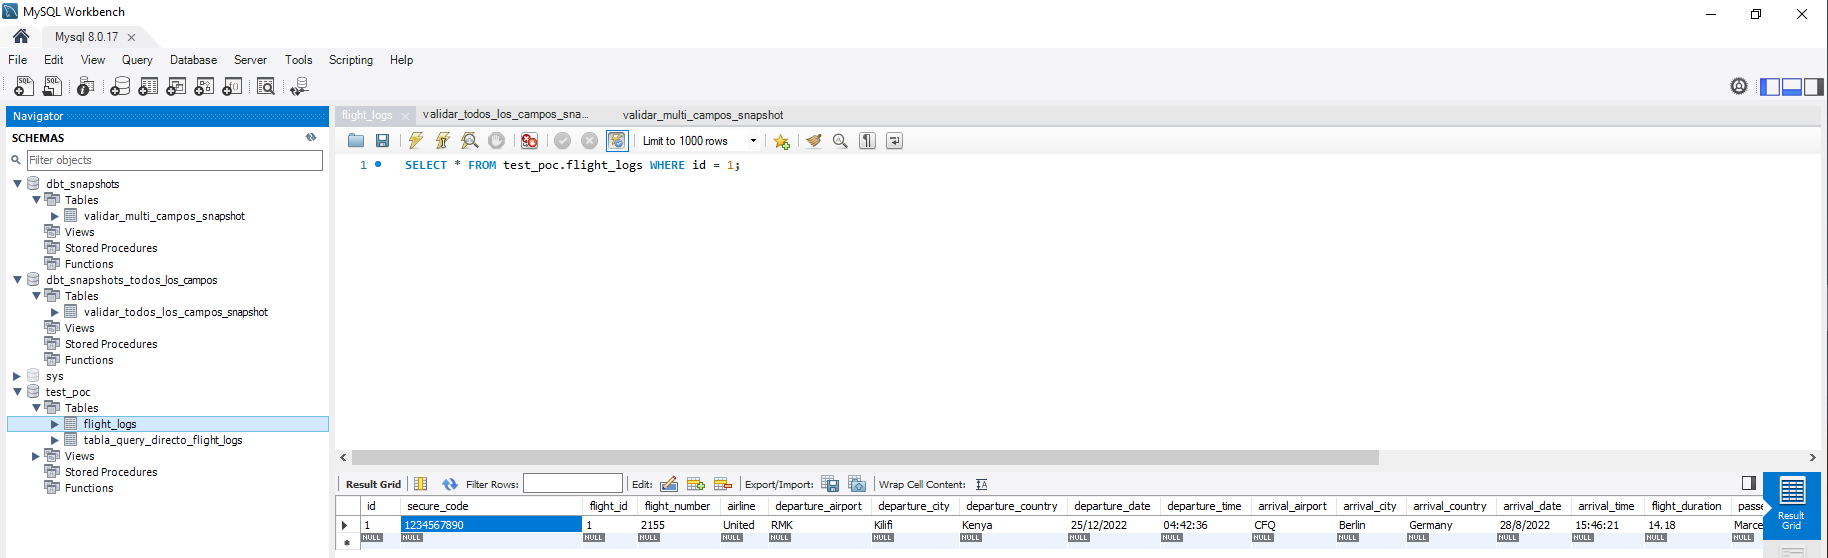 MySQL Workbench
Mysql 8.0.17
File Edit View Query Database Server Tools Scripting Help
Navigator
SCHEMAS
Filter objects
dbt_snapshots
Tables
validar_multi_campos_snapshot
Views
Stored Procedures
Functions
dbt_snapshots_todos_los_campos
Tables
validar_todos_los_campos_snapshot
Views
Stored Procedures
Functions
sys
test_poc
Tables
flight_logs
tabla_query_directo_flight_logs
Views
Stored Procedures
Functions
flight_logs validar_todos_los_campos_sna... validar_multi_campos_snapshot
Limit to 1000 rows
1 SELECT * FROM test_poc.flight_logs WHERE id = 1;
Result Grid Filter Rows: Edit: Export/Import: Wrap Cell Content: IA
id secure_code flight_id flight_number airline departure_airport departure_city departure_country departure_date departure_time arrival_airport arrival_city arrival_country arrival_date arrival_time flight_duration passe
1 1234567890 1 2155 United RMK Kilifi Kenya 25/12/2022 04:42:36 CFQ Berlin Germany 28/8/2022 15:46:21 14.18 Marce
NULL NULL NULL NULL NULL NULL NULL NULL NULL NULL NULL NULL NULL NULL NULL NULL NULL
Result
Grid